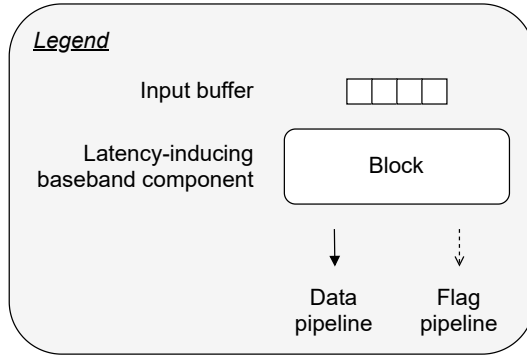 Legend
Input buffer
Latency-inducing
baseband component
Block
Data
pipeline
Flag
pipeline